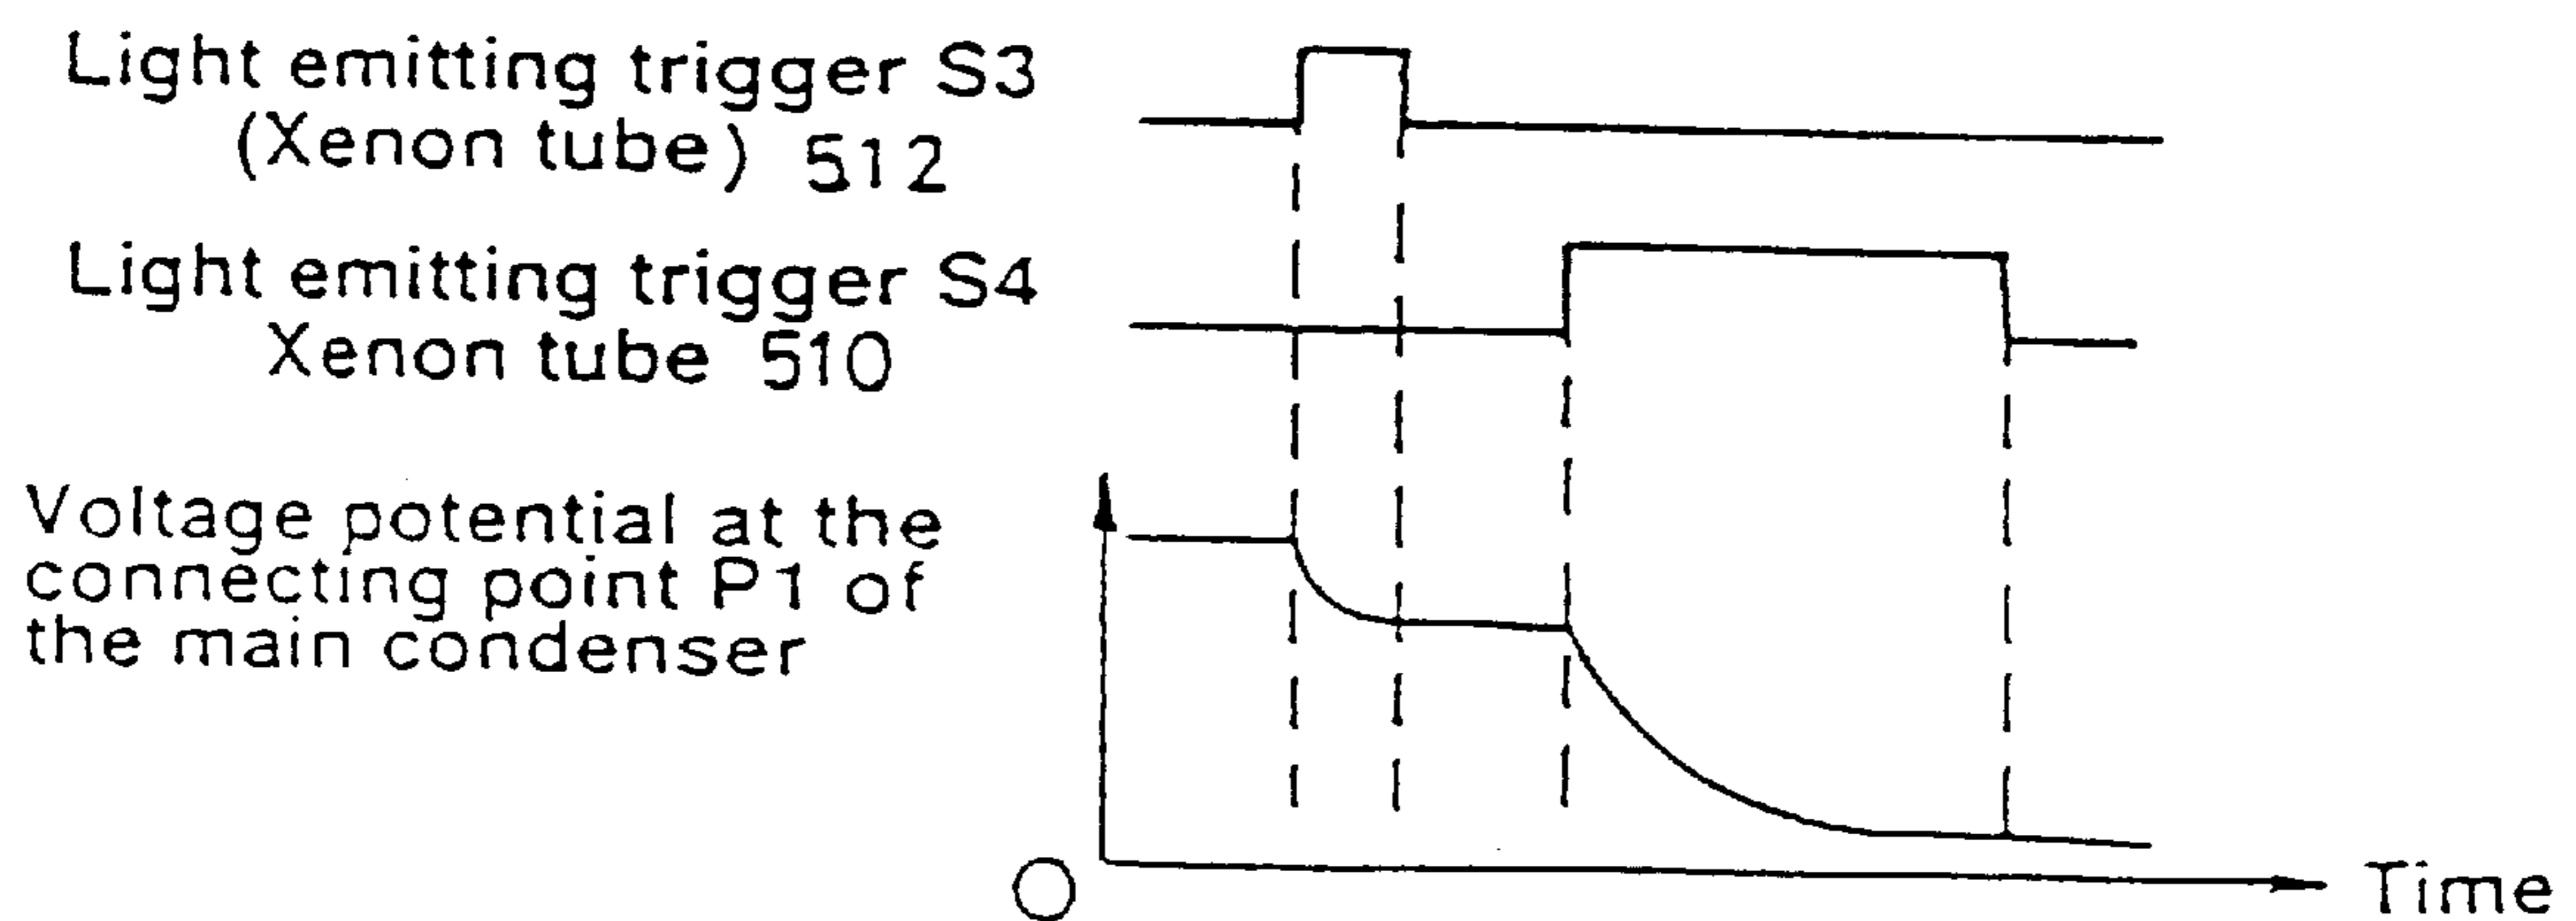 Light emitting trigger S3
(Xenon tube) 512
Light emitting trigger S4
Xenon tube 510
Voltage potential at the
connecting point P1 of
the main condenser
O
Time